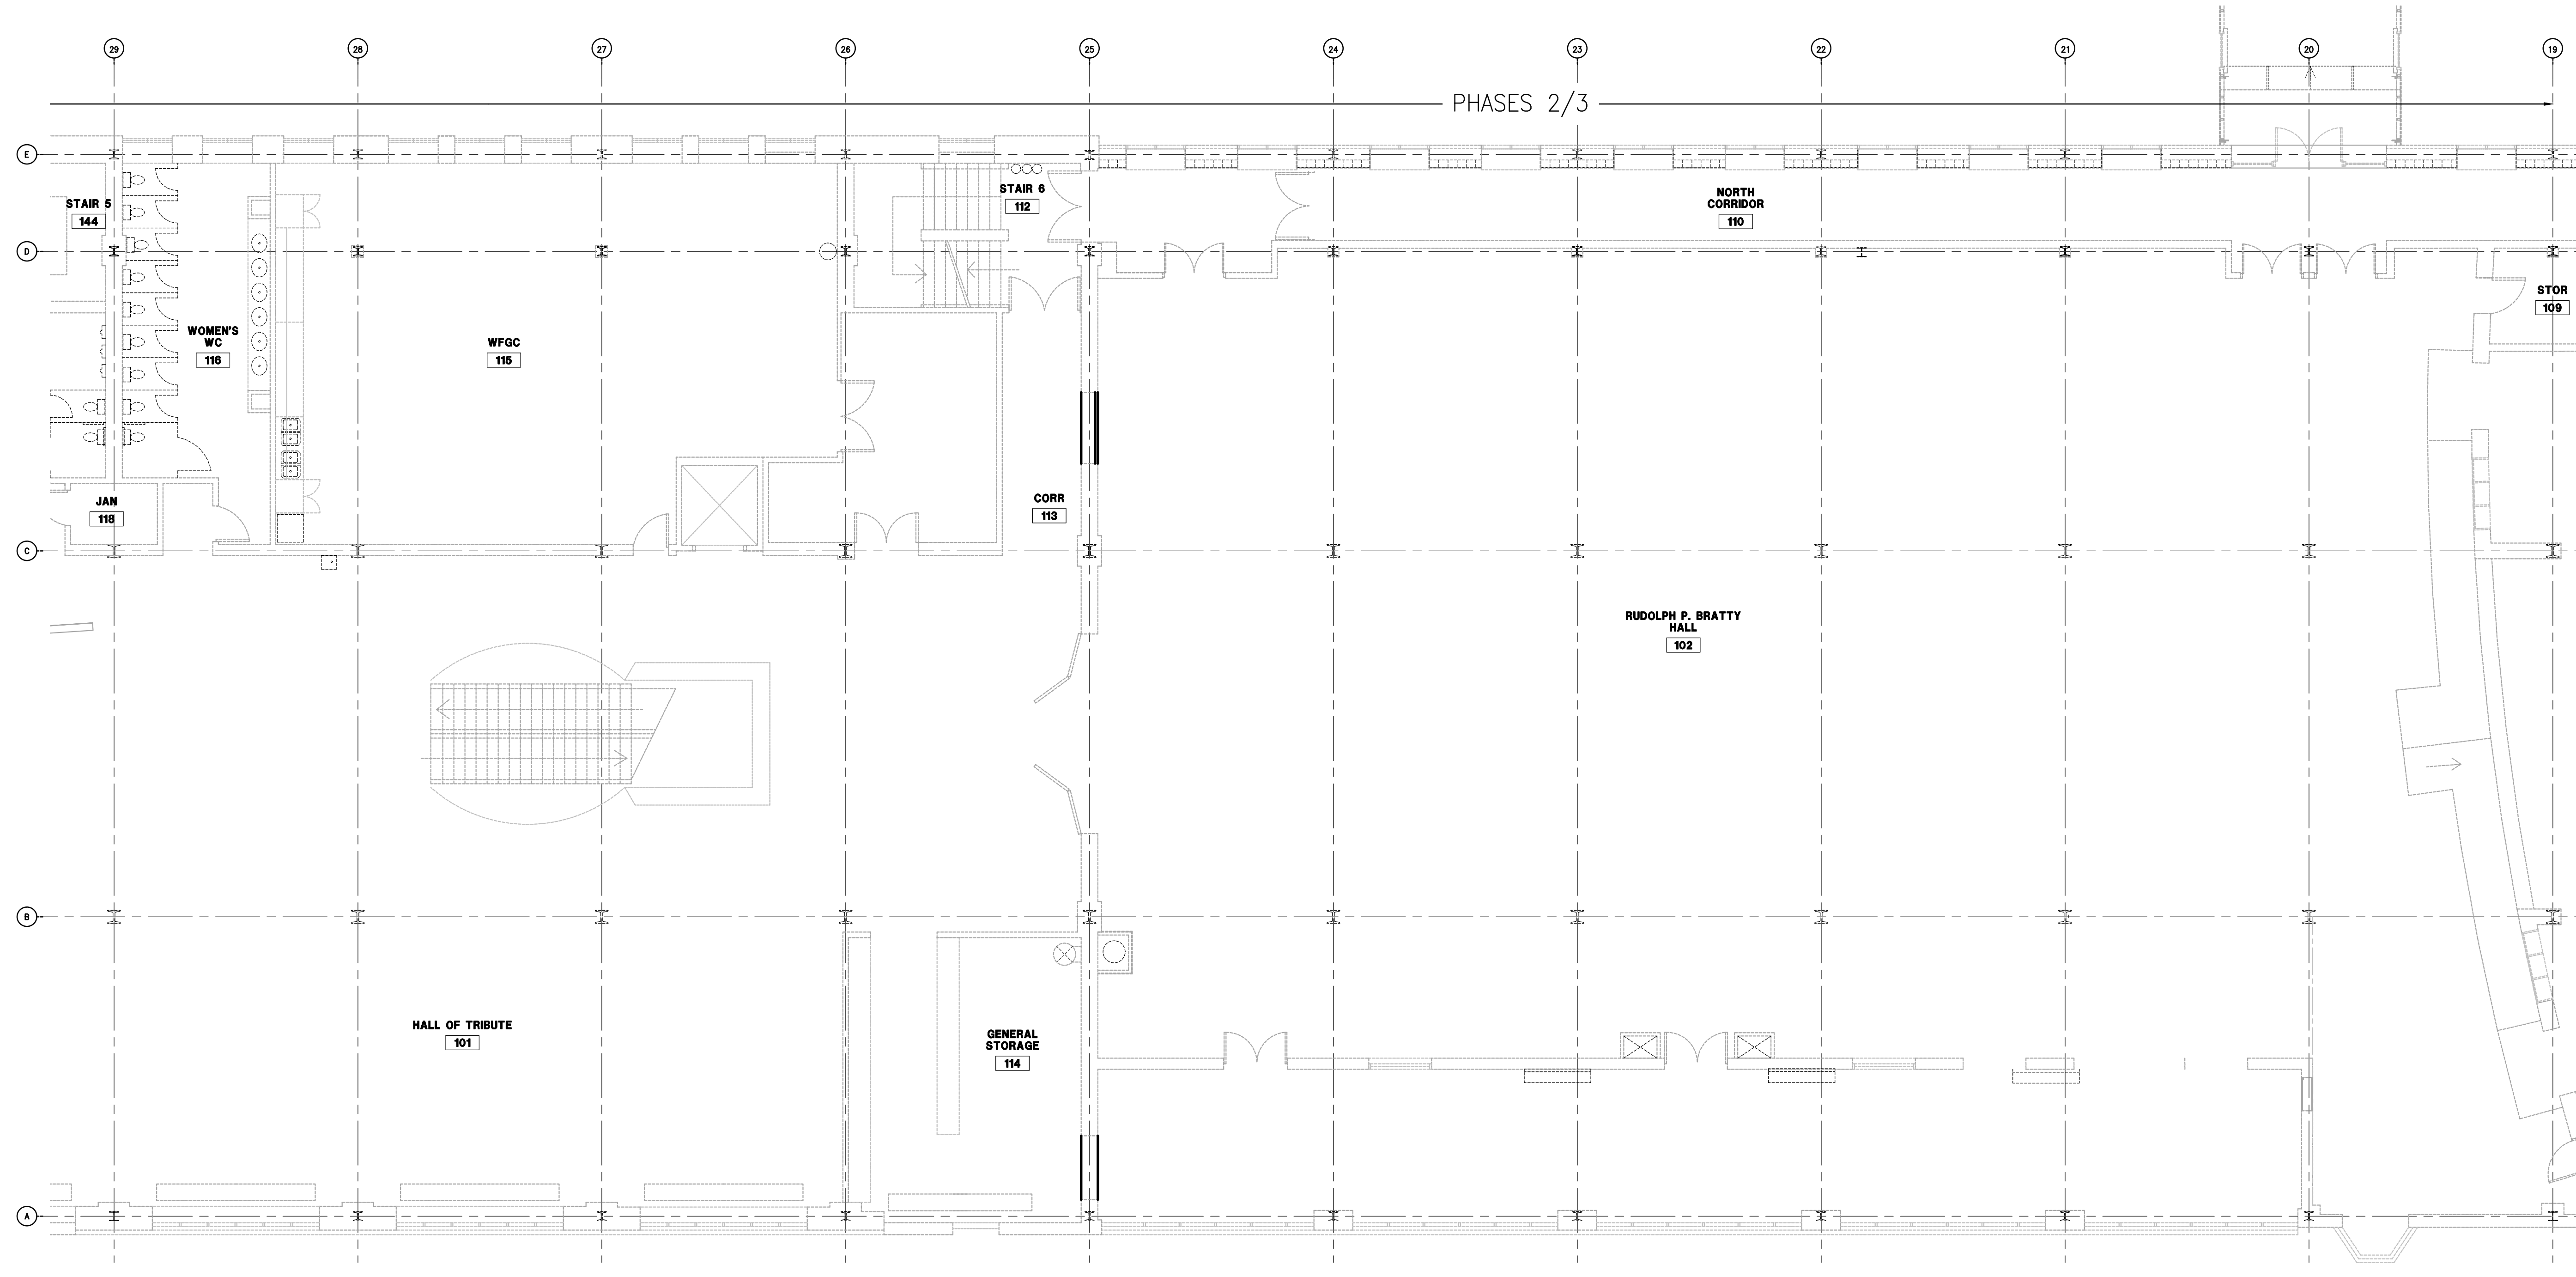 29 28 27 26 25 24 23 22 21 20 19
PHASES 2/3
E
STAIR 6
112
NORTH
CORRIDOR
110
STAIR 5
144
D
STOR
109
WOMEN'S
WC
116
WFGC
115
JAN
118
CORR
113
C
RUDOLPH P. BRATTY
HALL
102
B
HALL OF TRIBUTE
101
GENERAL
STORAGE
114
A